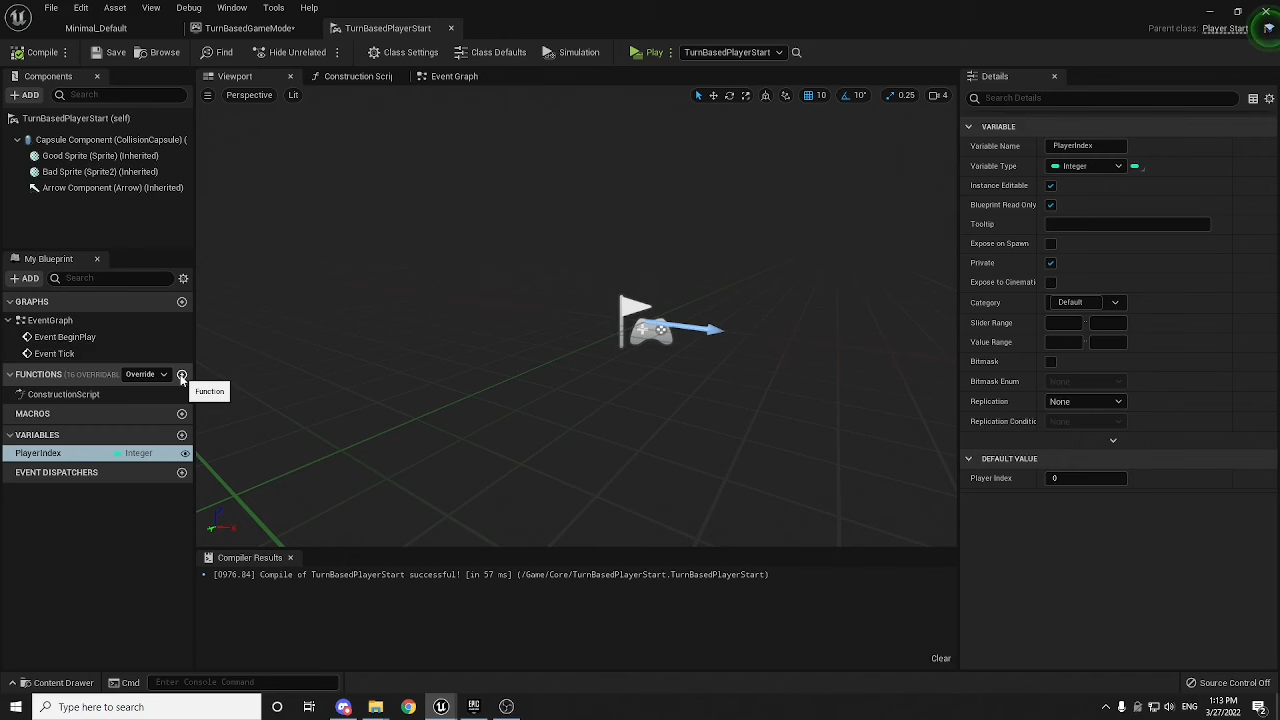 File Edit Asset View Debug Window Tools Help
Minimal_Default
TurnBasedGameMode*
TurnBasedPlayerStart
Parent class: Player Start
Compile
Save
Browse
Find
Hide Unrelated
Class Settings
Class Defaults
Simulation
Play
TurnBasedPlayerStart
Components
ADD
Search
TurnBasedPlayerStart (self)
Capsule Component (CollisionCapsule) (
Good Sprite (Sprite) (Inherited)
Bad Sprite (Sprite2) (Inherited)
Arrow Component (Arrow) (Inherited)
My Blueprint
ADD
Search
GRAPHS
EventGraph
Event BeginPlay
Event Tick
FUNCTIONS (16 OVERRIDABL
Override
Function
ConstructionScript
MACROS
VARIABLES
PlayerIndex
Integer
EVENT DISPATCHERS
Viewport
Construction Scrip
Event Graph
Perspective
Lit
10
10°
0.25
4
Compiler Results
[0976.84] Compile of TurnBasedPlayerStart successful! [in 57 ms] (/Game/Core/TurnBasedPlayerStart.TurnBasedPlayerStart)
Clear
Details
Search Details
VARIABLE
Variable Name PlayerIndex
Variable Type Integer
Instance Editable
Blueprint Read Only
Tooltip
Expose on Spawn
Private
Expose to Cinemati
Category Default
Slider Range
Value Range
Bitmask
Bitmask Enum None
Replication None
Replication Conditic None
DEFAULT VALUE
Player Index 0
Content Drawer
Cmd
Enter Console Command
Source Control Off
Type here to search
1:13 PM
3/27/2022